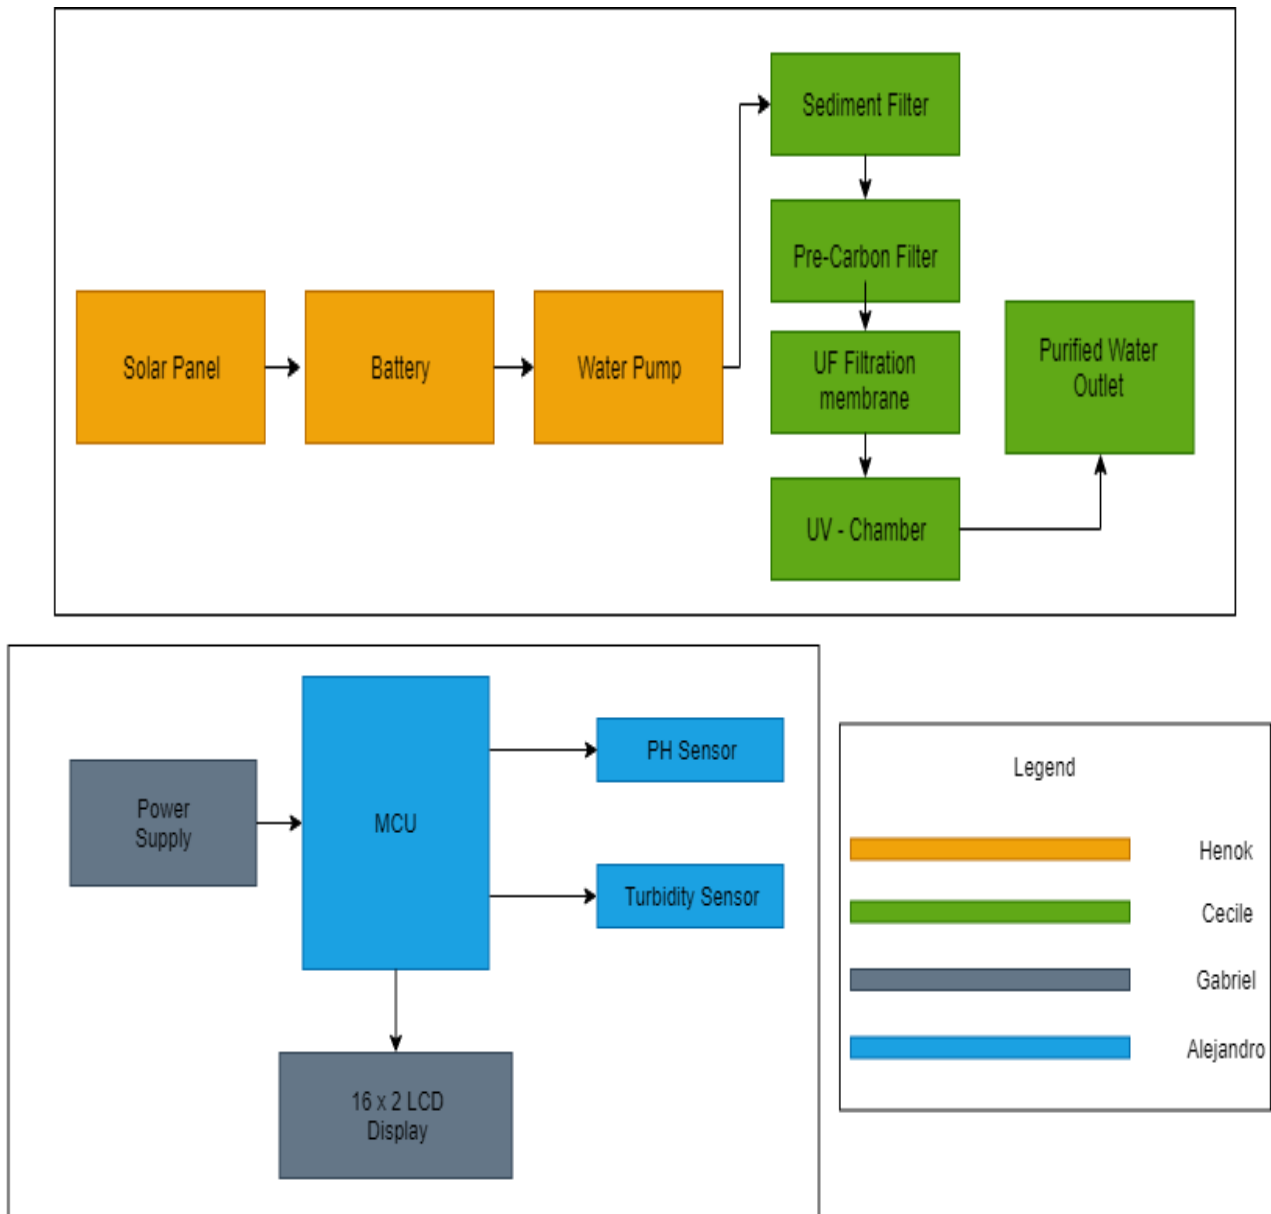 Sediment Filter
Pre-Carbon Filter
Solar Panel
Battery
Water Pump
UF Filtration
membrane
Purified Water
Outlet
UV - Chamber
Power
Supply
MCU
PH Sensor
Turbidity Sensor
16 x 2 LCD
Display
Legend
Henok
Cecile
Gabriel
Alejandro